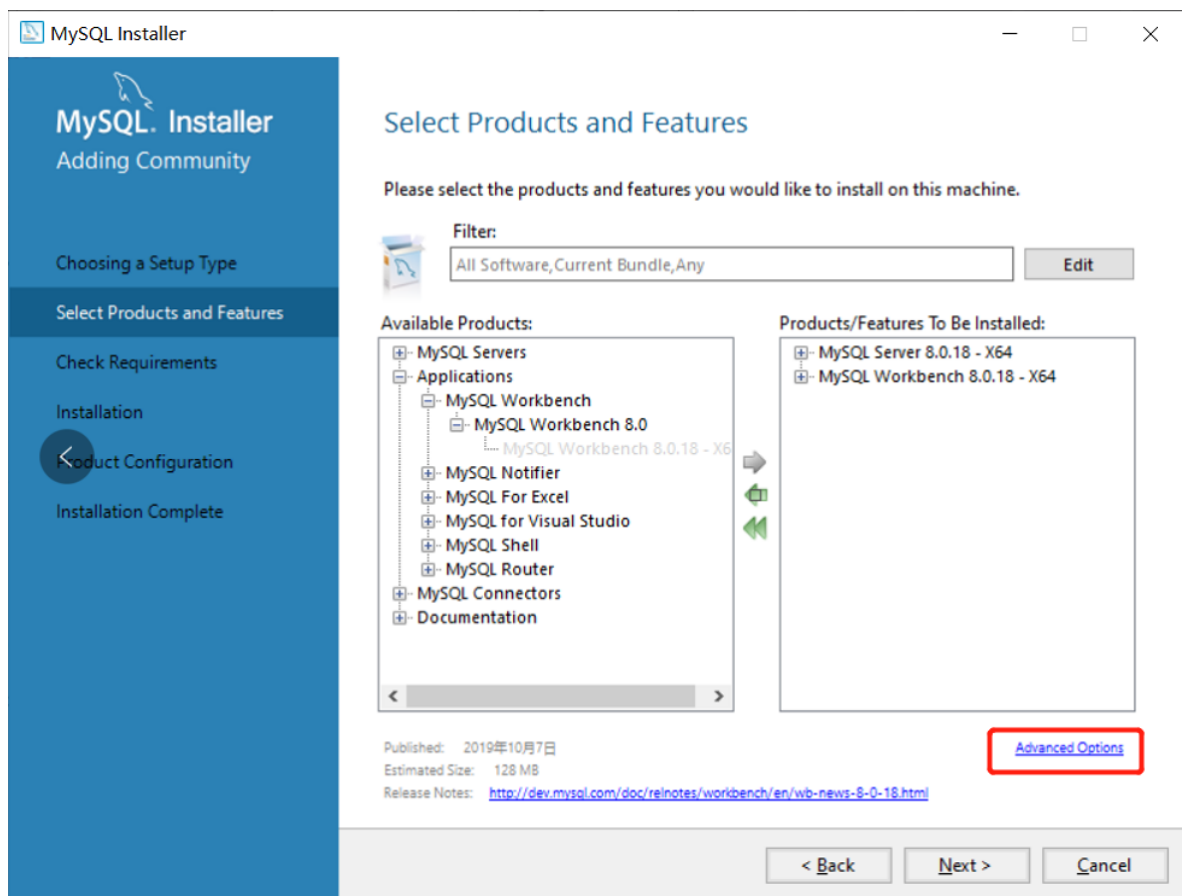 MySQL Installer
MySQL. Installer
Adding Community
Choosing a Setup Type
Select Products and Features
Check Requirements
Installation
Product Configuration
Installation Complete
Select Products and Features
Please select the products and features you would like to install on this machine.
Filter:
All Software,Current Bundle,Any
Edit
Available Products:
MySQL Servers
Applications
MySQL Workbench
MySQL Workbench 8.0
MySQL Workbench 8.0.18 - X6
MySQL Notifier
MySQL For Excel
MySQL for Visual Studio
MySQL Shell
MySQL Router
MySQL Connectors
Documentation
Products/Features To Be Installed:
MySQL Server 8.0.18 - X64
MySQL Workbench 8.0.18 - X64
Published: 2019年10月7日
Estimated Size: 128 MB
Release Notes: http://dev.mysql.com/doc/relnotes/workbench/en/wb-news-8-0-18.html
Advanced Options
< Back
Next >
Cancel